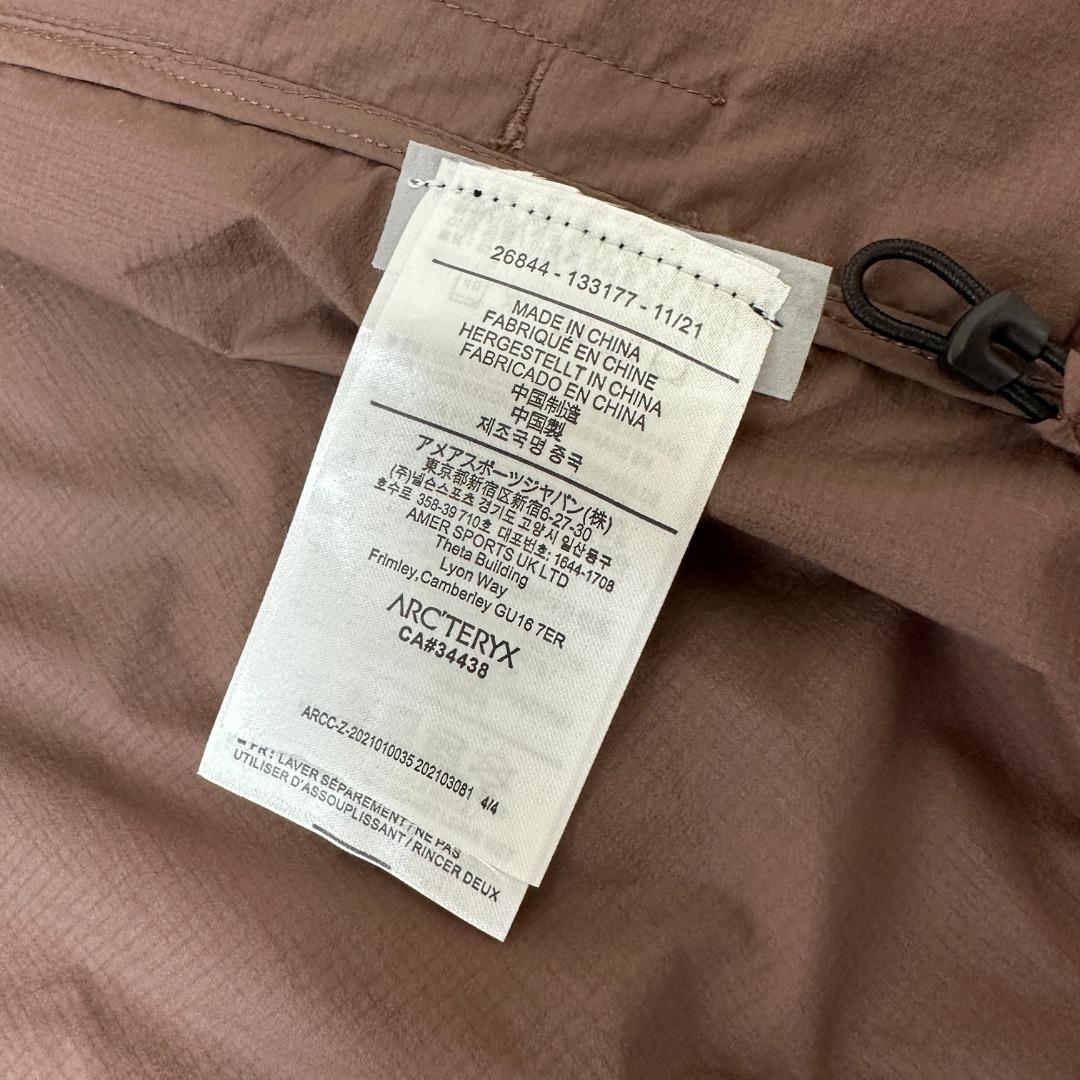 26844 - 133177 - 11/21
MADE IN CHINA
FABRIQUÉ EN CHINE
HERGESTELLT IN CHINA
FABRICADO EN CHINA
中国制造
中国製
제조국명 중국
アメアスポーツジャパン(株)
東京都新宿区新宿6-27-30
(주)넬슨스포츠 경기도 고양시 일산동구
호수로 358-39 710호 대표번호: 1644-1708
AMER SPORTS UK LTD
Theta Building
Lyon Way
Frimley, Camberley GU16 7ER
ARC'TERYX
CA#34438
ARCC-Z-2021010035 202103081 4/4
FR : LAVER SÉPARÉMENT / NE PAS
UTILISER D'ASSOUPLISSANT / RINCER DEUX